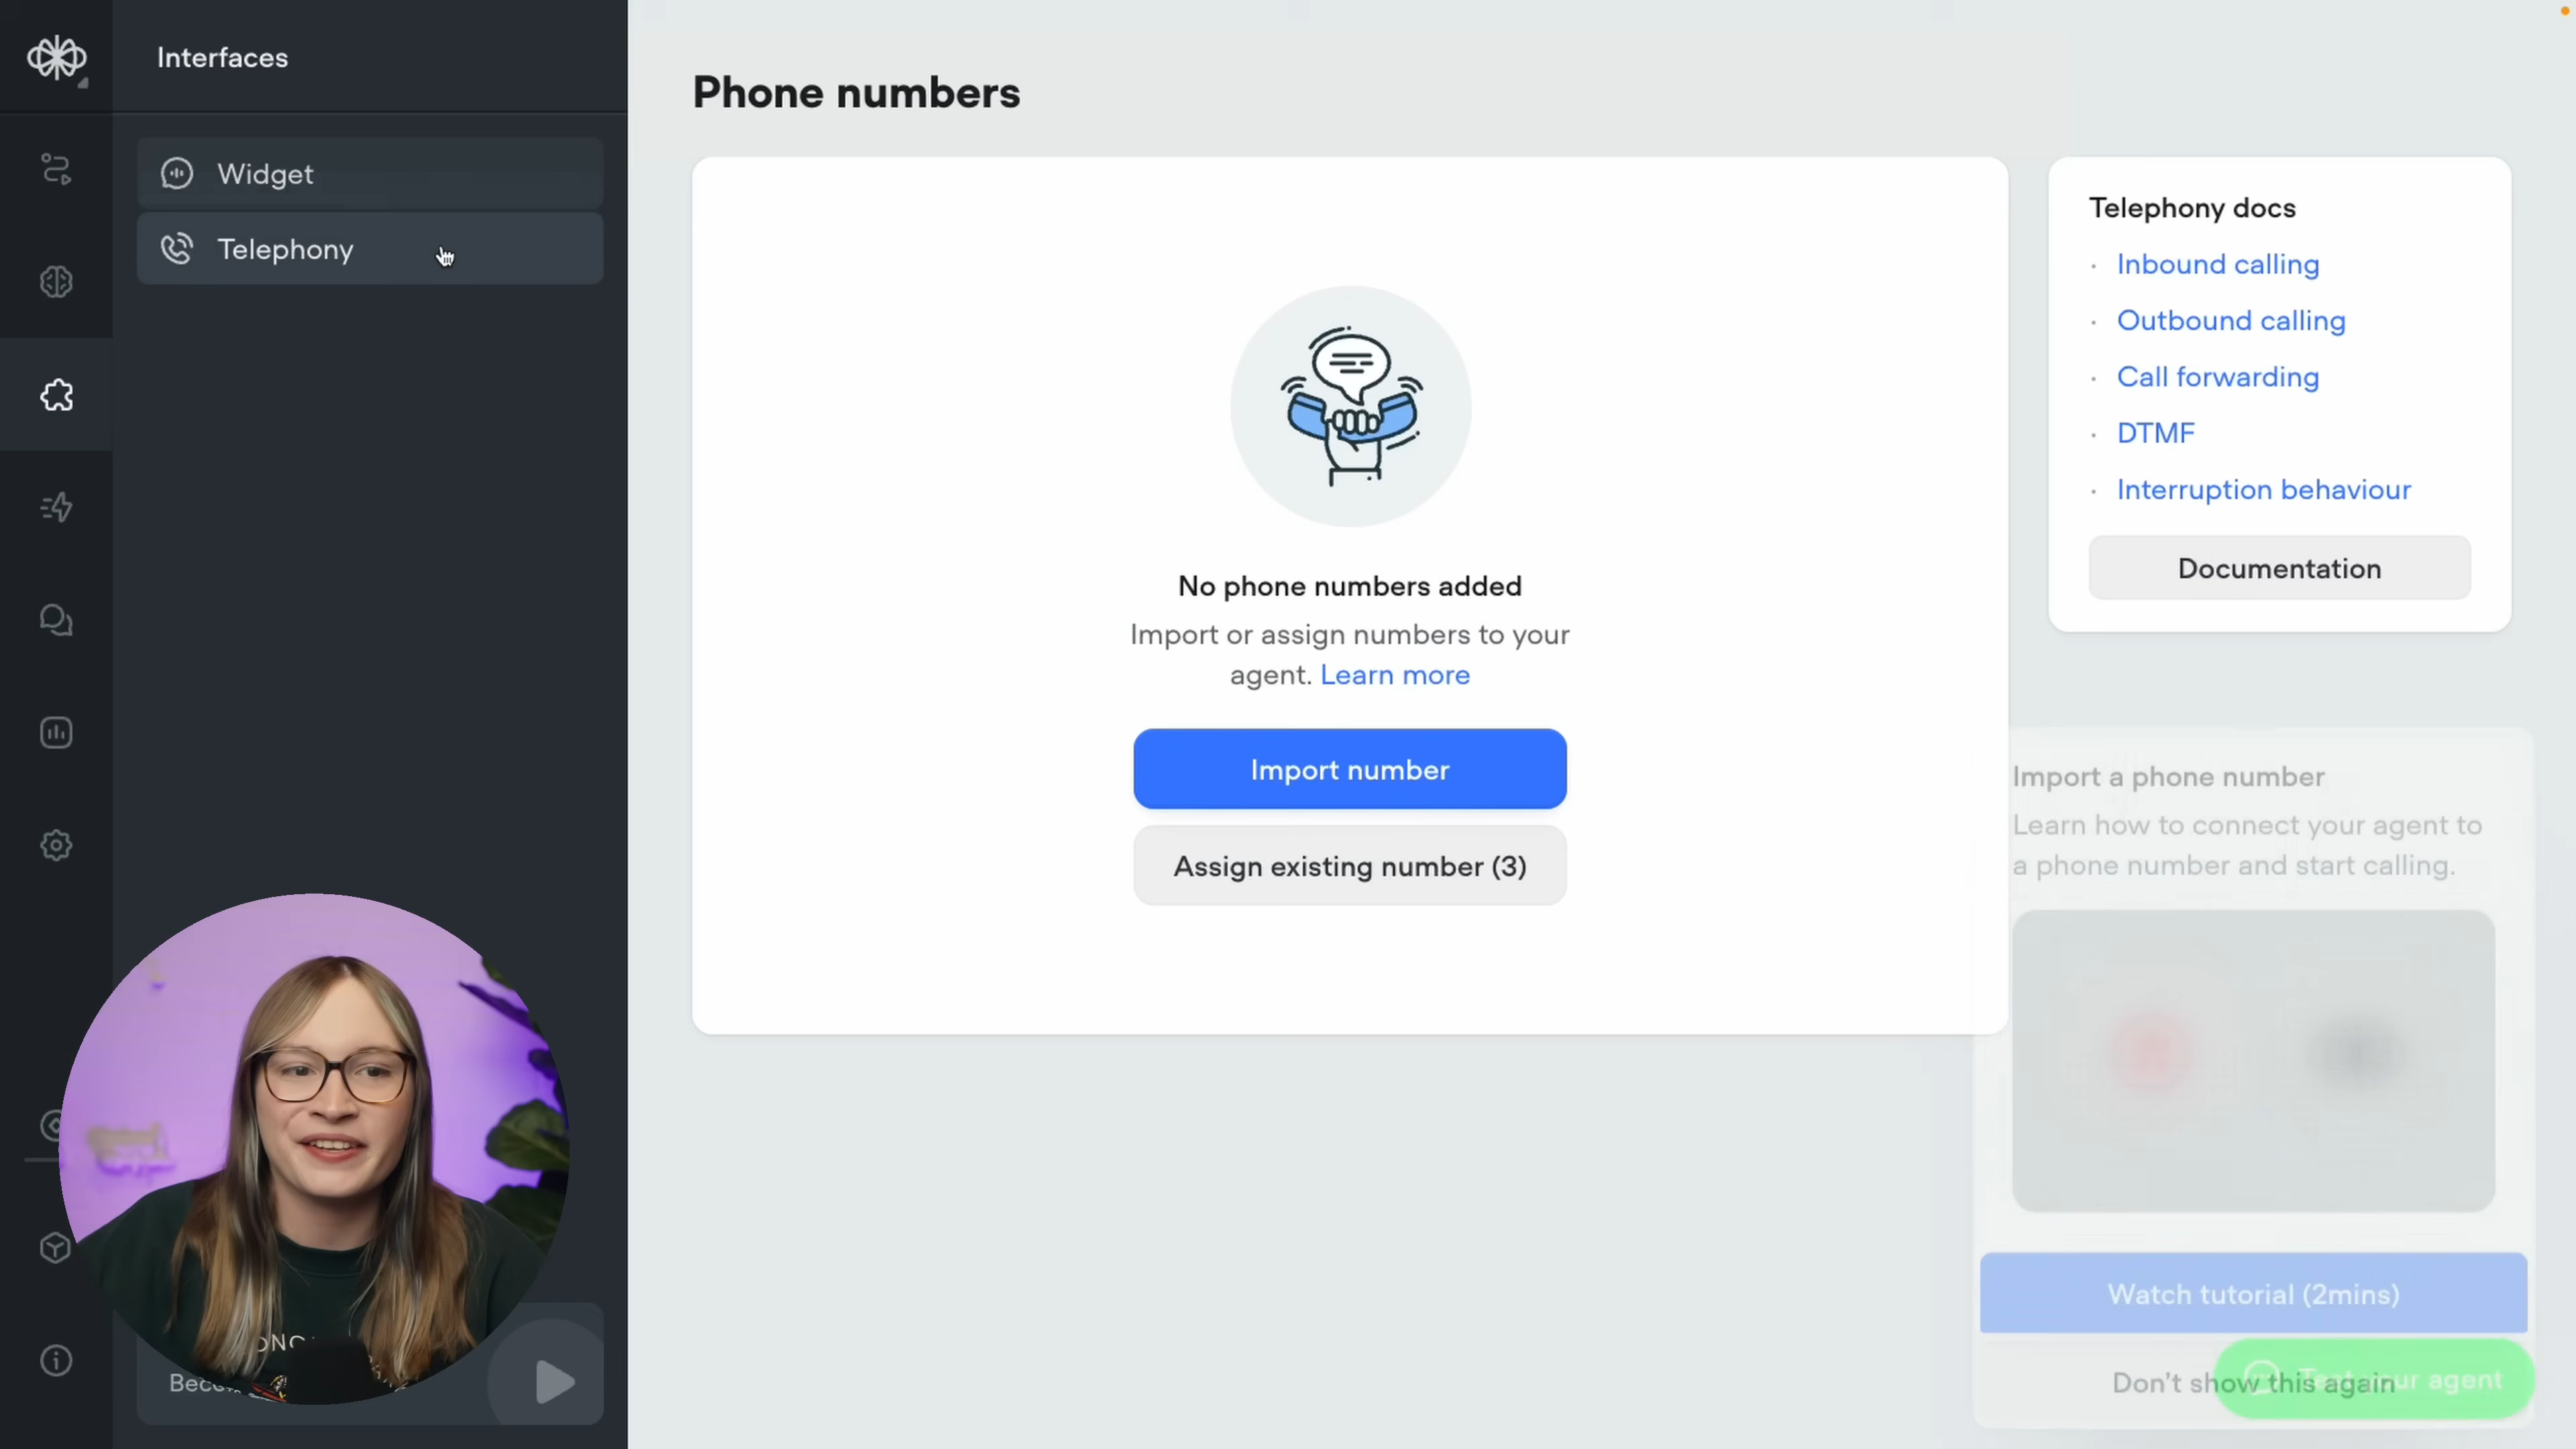 Interfaces
Widget
Telephony
Phone numbers
No phone numbers added
Import or assign numbers to your
agent. Learn more
Import number
Assign existing number (3)
Telephony docs
· Inbound calling
· Outbound calling
· Call forwarding
· DTMF
· Interruption behaviour
Documentation
Import a phone number
Learn how to connect your agent to
a phone number and start calling.
Watch tutorial (2mins)
Don't show this again
Test your agent